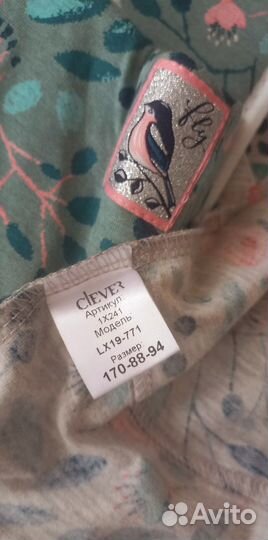 fly
CLEVER
Артикул
1X241
Модель
LX19-771
Размер:
170-88-94
Avito